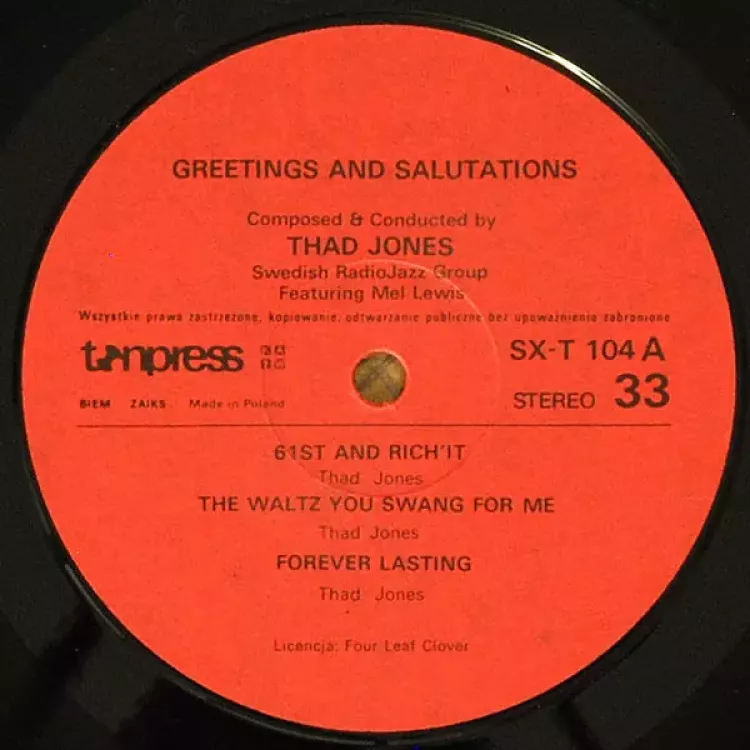 GREETINGS AND SALUTATIONS
Composed & Conducted by
THAD JONES
Swedish RadioJazz Group
Featuring Mel Lewis
Wszystkie prawa zastrzeżone, kopiowanie, odtwarzanie publiczne bez upoważnienia zabronione
tonpress
SX-T 104 A
BIEM ZAIKS Made in Poland
STEREO 33
61ST AND RICH'IT
Thad Jones
THE WALTZ YOU SWANG FOR ME
Thad Jones
FOREVER LASTING
Thad Jones
Licencja: Four Leaf Clover